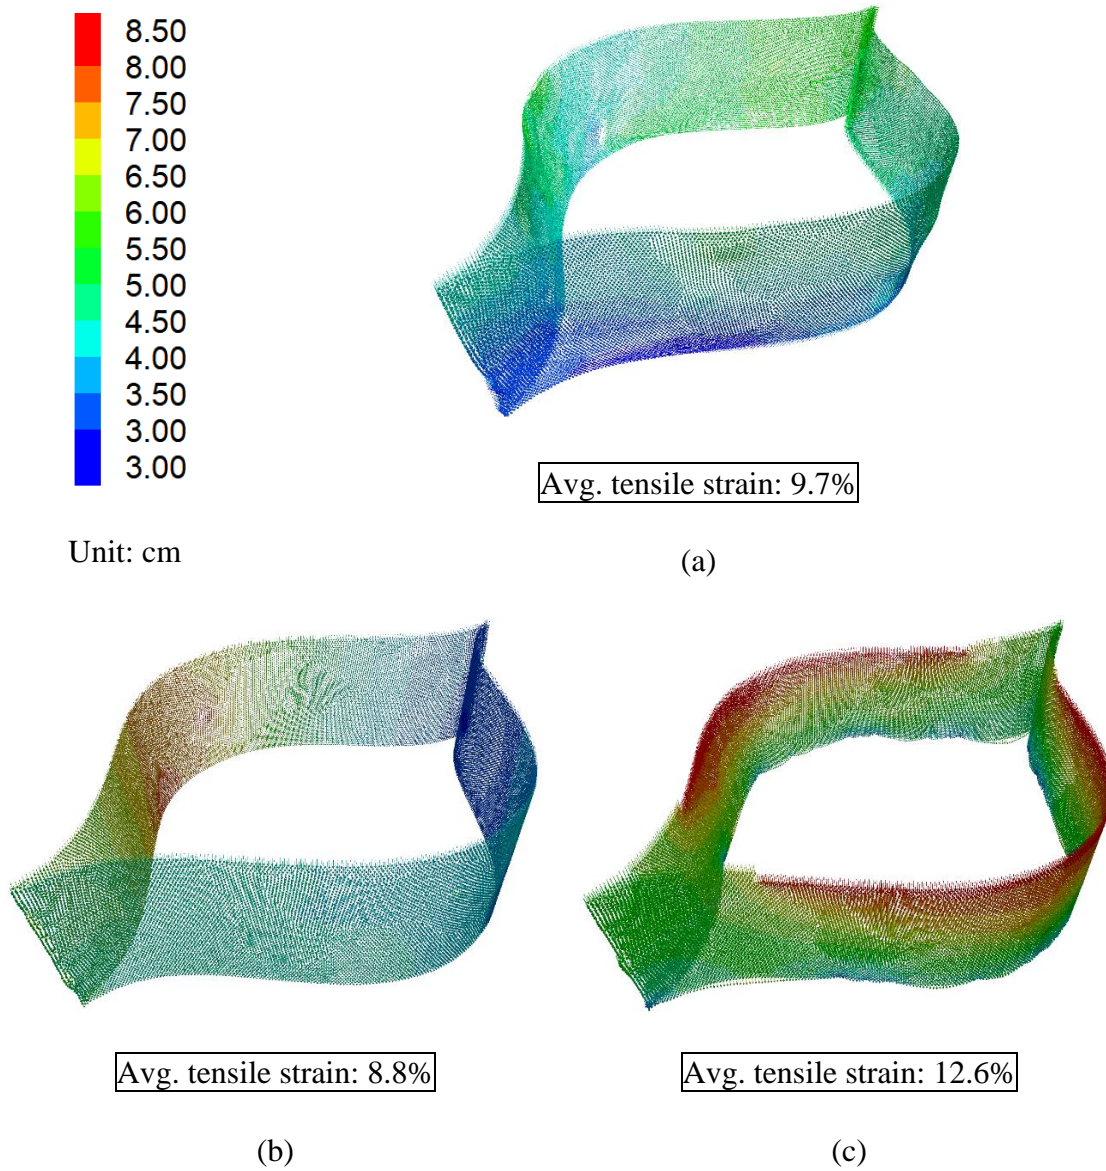 8.50
8.00
7.50
7.00
6.50
6.00
5.50
5.00
4.50
4.00
3.50
3.00
3.00
Unit: cm
Avg. tensile strain: 9.7%
(a)
Avg. tensile strain: 8.8%
Avg. tensile strain: 12.6%
(b)
(c)